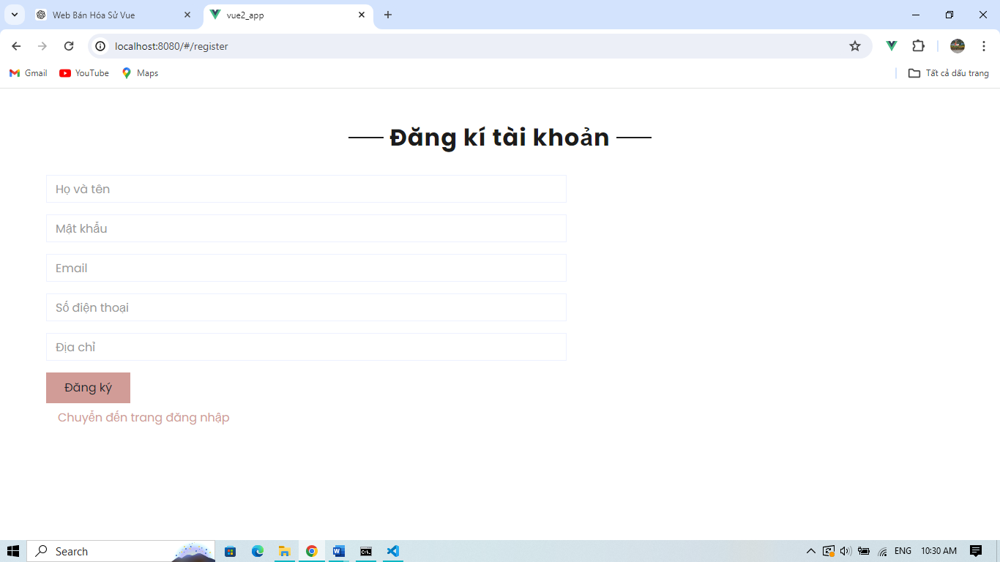 Web Bán Hóa Sử Vue
vue2_app
localhost:8080/#/register
Gmail
YouTube
Maps
Tất cả dấu trang
Đăng kí tài khoản
Họ và tên
Mật khẩu
Email
Số điện thoại
Địa chỉ
Đăng ký
Chuyển đến trang đăng nhập
Search
ENG
10:30 AM